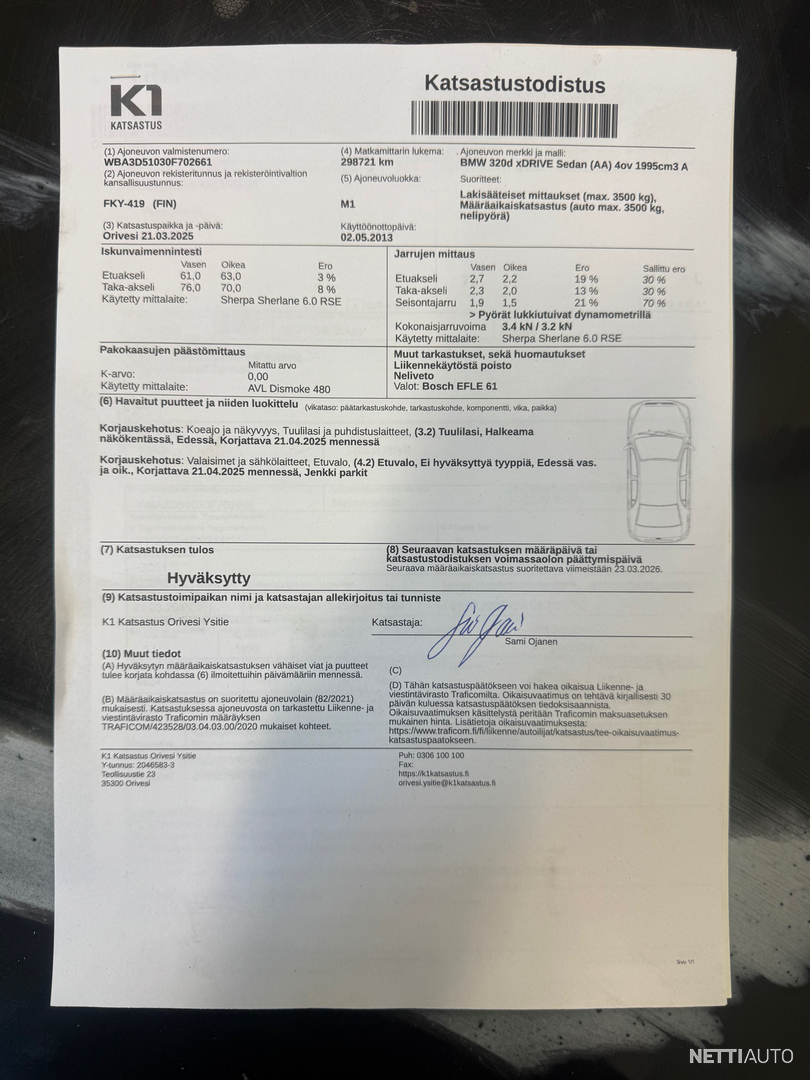 K1
KATSASTUS
Katsastustodistus
(1) Ajoneuvon valmistenumero:
WBA3D51030F702661
(4) Matkamittarin lukema:
298721 km
Ajoneuvon merkki ja malli:
BMW 320d xDRIVE Sedan (AA) 4ov 1995cm3 A
(2) Ajoneuvon rekisteritunnus ja rekisteröintivaltion
kansallisuustunnus:
FKY-419 (FIN)
(5) Ajoneuvoluokka:
M1
Suoritteet:
Lakisääteiset mittaukset (max. 3500 kg),
Määräaikaiskatsastus (auto max. 3500 kg,
nelipyörä)
(3) Katsastuspaikka ja -päivä:
Orivesi 21.03.2025
Käyttöönottopäivä:
02.05.2013
Iskunvaimennintesti
Vasen Oikea Ero
Etuakseli 61,0 63,0 3 %
Taka-akseli 76,0 70,0 8 %
Käytetty mittalaite: Sherpa Sherlane 6.0 RSE
Jarrujen mittaus
Vasen Oikea Ero Sallittu ero
Etuakseli 2,7 2,2 19 % 30 %
Taka-akseli 2,3 2,0 13 % 30 %
Seisontajarru 1,9 1,5 21 % 70 %
> Pyörät lukkiutuivat dynamometrillä
Kokonaisjarruvoima 3.4 kN / 3.2 kN
Käytetty mittalaite: Sherpa Sherlane 6.0 RSE
Pakokaasujen päästömittaus
Mitattu arvo
K-arvo: 0,00
Käytetty mittalaite: AVL Dismoke 480
Muut tarkastukset, sekä huomautukset
Liikennekäytöstä poisto
Neliveto
Valot: Bosch EFLE 61
(6) Havaitut puutteet ja niiden luokittelu (vikataso: päätarkastuskohde, tarkastuskohde, komponentti, vika, paikka)
Korjauskehotus: Koeajo ja näkyvyys, Tuulilasi ja puhdistuslaitteet, (3.2) Tuulilasi, Halkeama
näkökentässä, Edessä, Korjattava 21.04.2025 mennessä
Korjauskehotus: Valaisimet ja sähkölaitteet, Etuvalo, (4.2) Etuvalo, Ei hyväksyttyä tyyppiä, Edessä vas.
ja oik., Korjattava 21.04.2025 mennessä, Jenkki parkit
(7) Katsastuksen tulos
Hyväksytty
(8) Seuraavan katsastuksen määräpäivä tai
katsastustodistuksen voimassaolon päättymispäivä
Seuraava määräaikaiskatsastus suoritettava viimeistään 23.03.2026.
(9) Katsastustoimipaikan nimi ja katsastajan allekirjoitus tai tunniste
K1 Katsastus Orivesi Ysitie
Katsastaja:
Sami Ojanen
(10) Muut tiedot
(A) Hyväksytyn määräaikaiskatsastuksen vähäiset viat ja puutteet
tulee korjata kohdassa (6) ilmoitettuihin päivämääriin mennessä.
(B) Määräaikaiskatsastus on suoritettu ajoneuvolain (82/2021)
mukaisesti. Katsastuksessa ajoneuvosta on tarkastettu Liikenne- ja
viestintävirasto Traficomin määräyksen
TRAFICOM/423528/03.04.03.00/2020 mukaiset kohteet.
(C)
(D) Tähän katsastuspäätökseen voi hakea oikaisua Liikenne- ja
viestintävirasto Traficomilta. Oikaisuvaatimus on tehtävä kirjallisesti 30
päivän kuluessa katsastuspäätöksen tiedoksisaannista.
Oikaisuvaatimuksen käsittelystä peritään Traficomin maksuasetuksen
mukainen hinta. Lisätietoja oikaisuvaatimuksesta:
https://www.traficom.fi/fi/liikenne/autoilijat/katsastus/tee-oikaisuvaatimus-
katsastuspaatokseen.
K1 Katsastus Orivesi Ysitie
Y-tunnus: 2046583-3
Teollisuustie 23
35300 Orivesi
Puh: 0306 100 100
Fax:
https://k1katsastus.fi
orivesi.ysitie@k1katsastus.fi
Sivu 1/1
NETTIAUTO